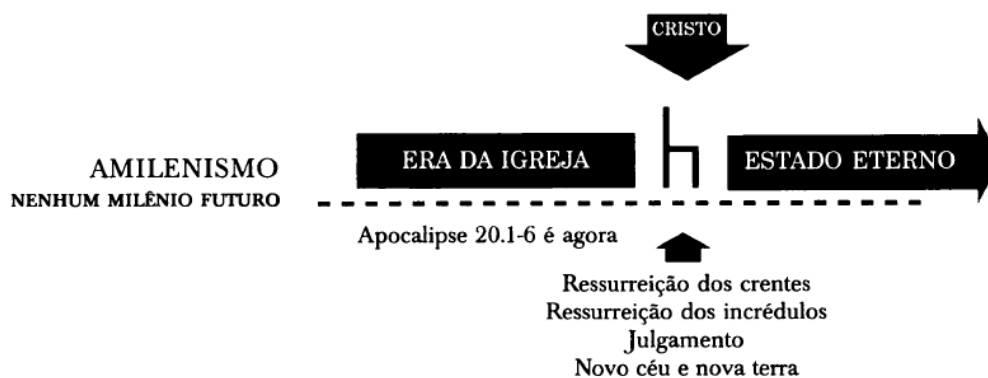 CRISTO
AMILENISMO
NENHUM MILÊNIO FUTURO
ERA DA IGREJA
ESTADO ETERNO
Apocalipse 20.1-6 é agora
Ressurreição dos crentes
Ressurreição dos incrédulos
Julgamento
Novo céu e nova terra